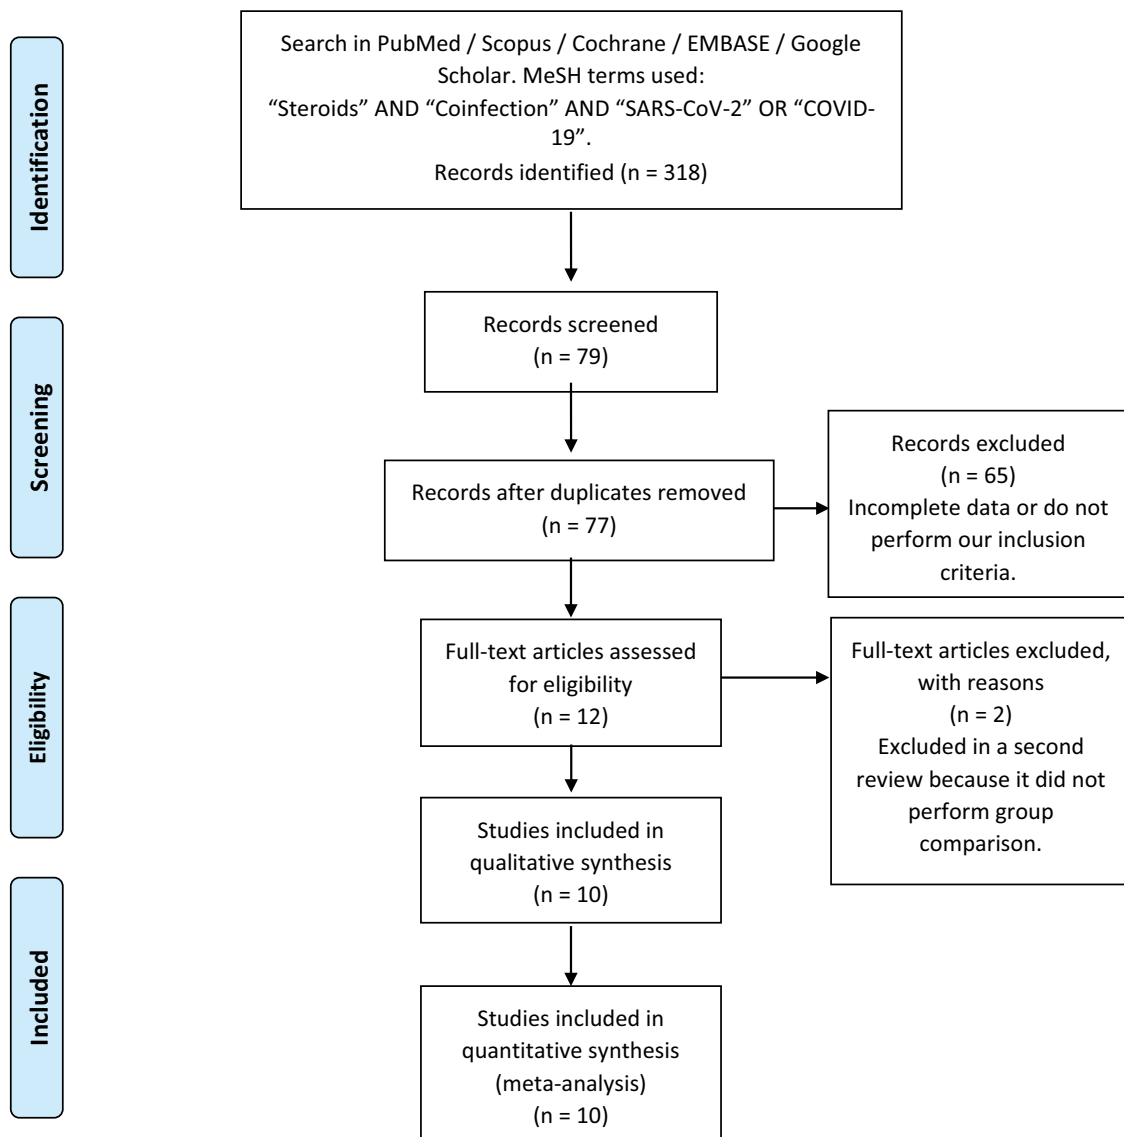 Identification
Search in PubMed / Scopus / Cochrane / EMBASE / Google
Scholar. MeSH terms used:
“Steroids” AND “Coinfection” AND “SARS-CoV-2” OR “COVID-
19”.
Records identified (n = 318)
Screening
Records screened
(n = 79)
Records after duplicates removed
(n = 77)
Records excluded
(n = 65)
Incomplete data or do not
perform our inclusion
criteria.
Eligibility
Full-text articles assessed
for eligibility
(n = 12)
Full-text articles excluded,
with reasons
(n = 2)
Excluded in a second
review because it did not
perform group
comparison.
Studies included in
qualitative synthesis
(n = 10)
Included
Studies included in
quantitative synthesis
(meta-analysis)
(n = 10)